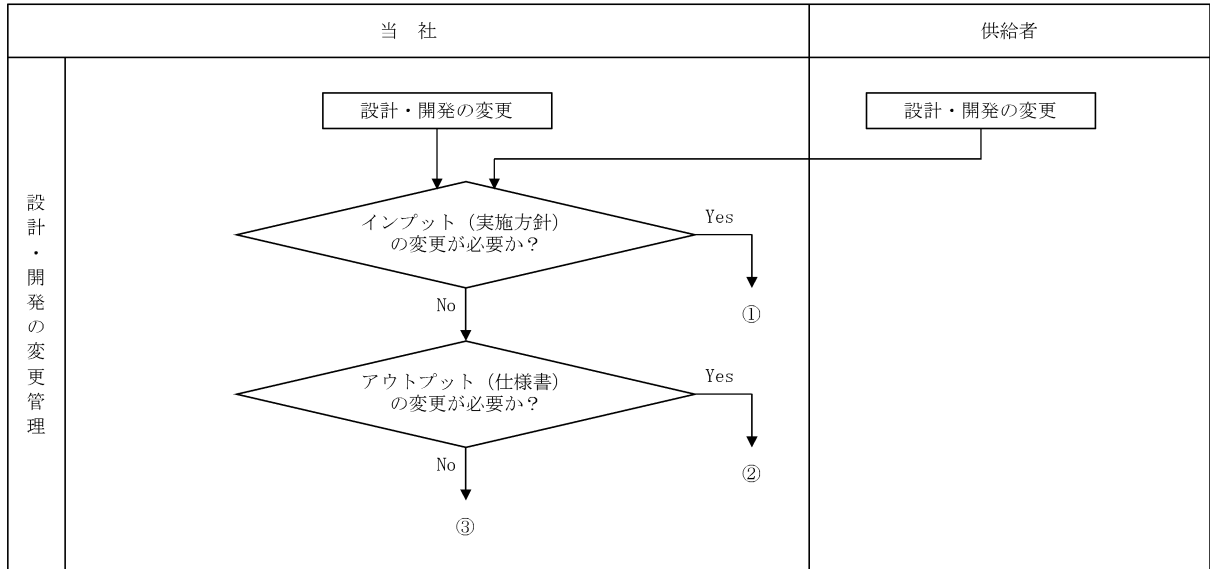 当　社
供給者
設計・開発の変更管理
設計・開発の変更
設計・開発の変更
インプット（実施方針）
の変更が必要か？
Yes
①
No
アウトプット（仕様書）
の変更が必要か？
Yes
②
No
③